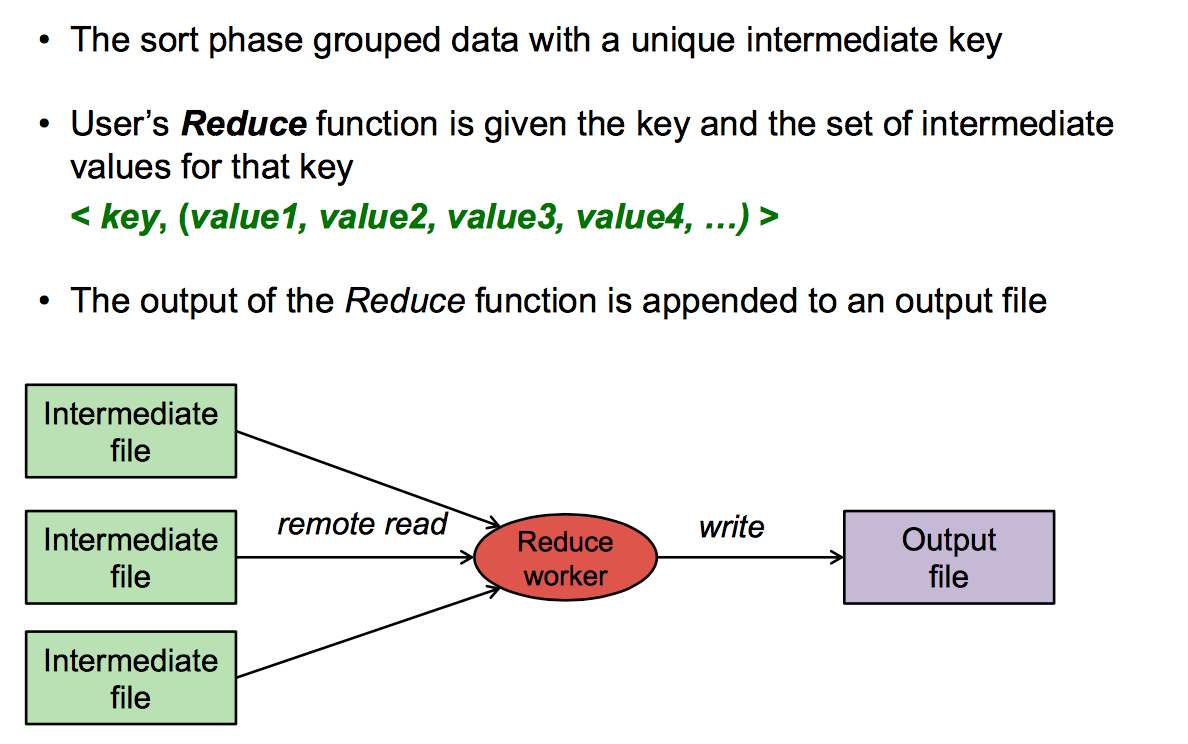 • The sort phase grouped data with a unique intermediate key
• User’s Reduce function is given the key and the set of intermediate
values for that key
< key, (value1, value2, value3, value4, …) >
• The output of the Reduce function is appended to an output file
Intermediate
file
Intermediate
file
Intermediate
file
remote read
Reduce
worker
write
Output
file